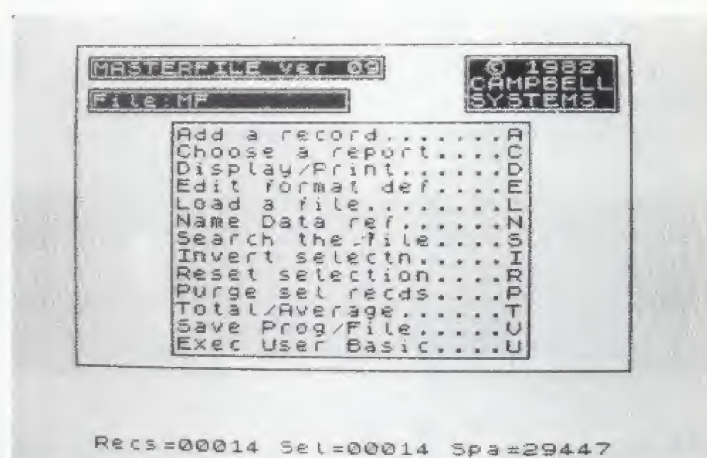 MASTERFILE ver 09
© 1982
CAMPBELL
SYSTEMS
File:MF
Add a record.......A
Choose a report....C
Display/Print......D
Edit format def....E
Load a file........L
Name Data ref......N
Search the file....S
Invert selectn.....I
Reset selection....R
Purge sel recds....P
Total/Average......T
Save Prog/File.....V
Exec User Basic....U
Recs=00014 Sel=00014 Spa=29447